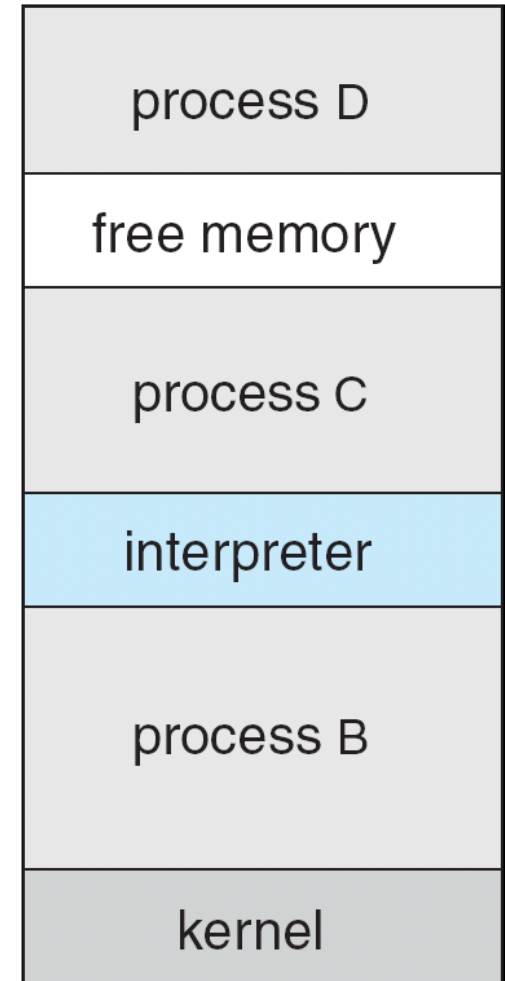 process D
free memory
process C
interpreter
process B
kernel